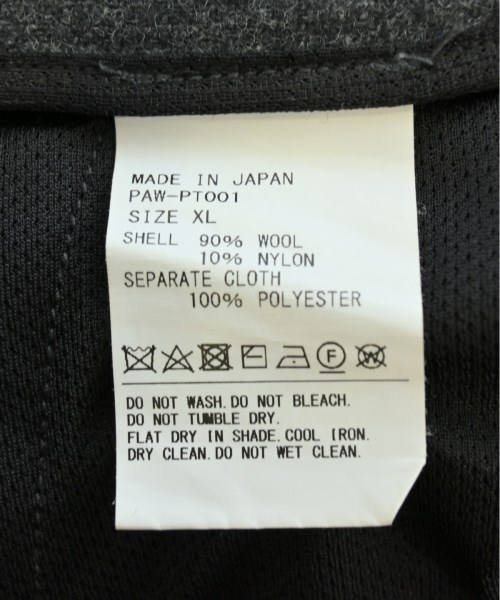 MADE IN JAPAN
PAW-PT001
SIZE XL
SHELL 90% WOOL
10% NYLON
SEPARATE CLOTH
100% POLYESTER
F W
DO NOT WASH. DO NOT BLEACH.
DO NOT TUMBLE DRY.
FLAT DRY IN SHADE. COOL IRON.
DRY CLEAN. DO NOT WET CLEAN.